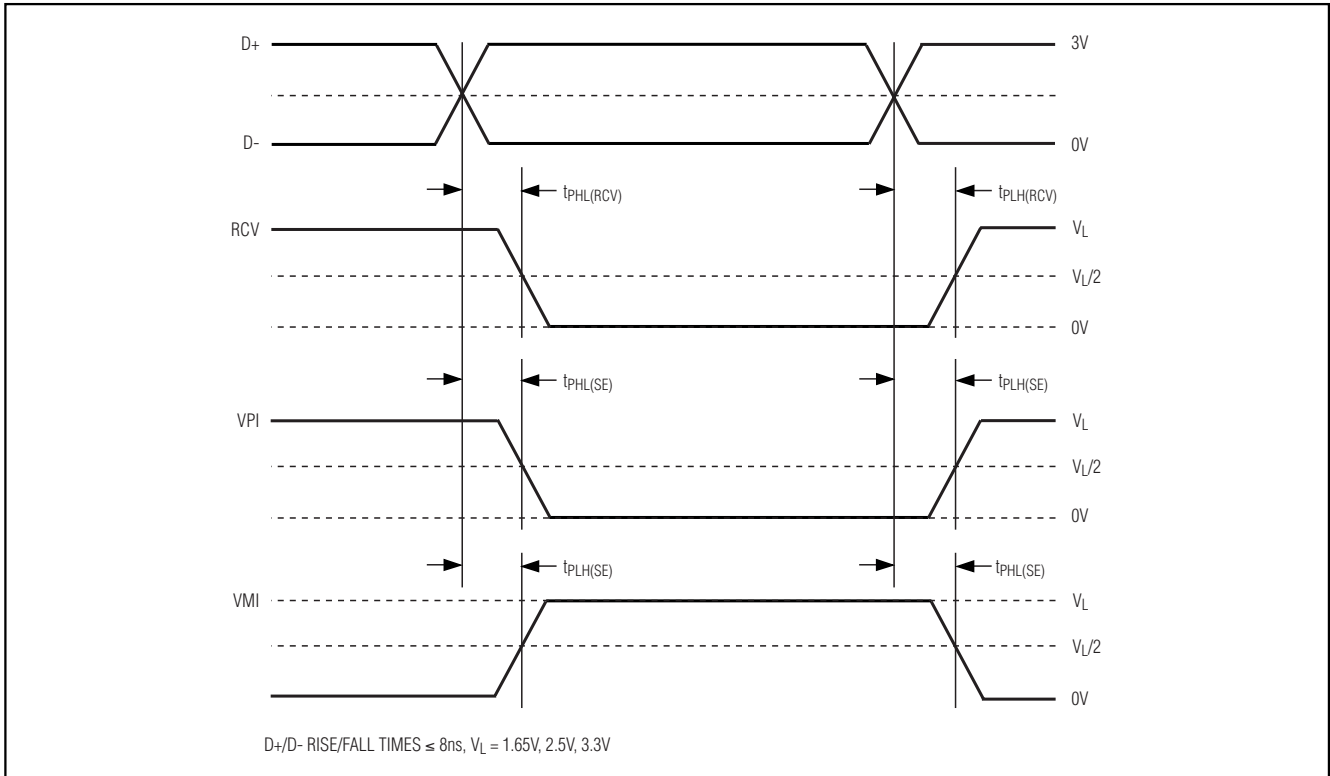 D+
3V
D-
0V
tPHL(RCV)
tPLH(RCV)
RCV
VL
VL/2
0V
tPHL(SE)
tPLH(SE)
VPI
VL
VL/2
0V
tPLH(SE)
tPHL(SE)
VMI
VL
VL/2
0V
D+/D- RISE/FALL TIMES ≤ 8ns, VL = 1.65V, 2.5V, 3.3V